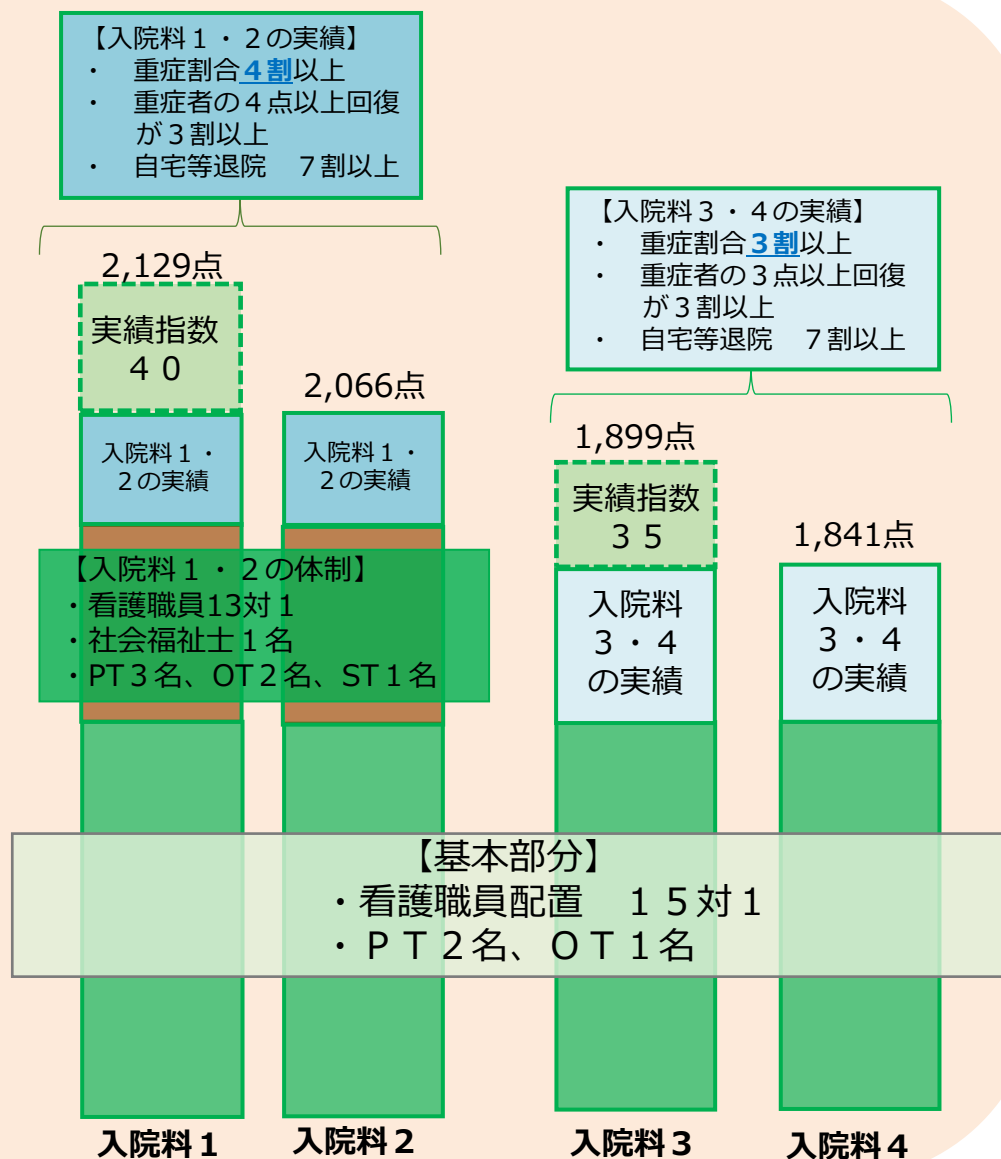 【入院料１・２の実績】
・ 重症割合４割以上
・ 重症者の４点以上回復
が３割以上
・ 自宅等退院 ７割以上
【入院料３・４の実績】
・ 重症割合３割以上
・ 重症者の３点以上回復
が３割以上
・ 自宅等退院 ７割以上
2,129点
実績指数
４０
入院料１・
２の実績
2,066点
入院料１・
２の実績
1,899点
実績指数
３５
入院料
３・４
の実績
1,841点
入院料
３・４
の実績
【入院料１・２の体制】
・看護職員13対１
・社会福祉士１名
・PT３名、OT２名、ST１名
【基本部分】
・看護職員配置 １５対１
・ＰＴ２名、ＯＴ１名
入院料１
入院料２
入院料３
入院料４